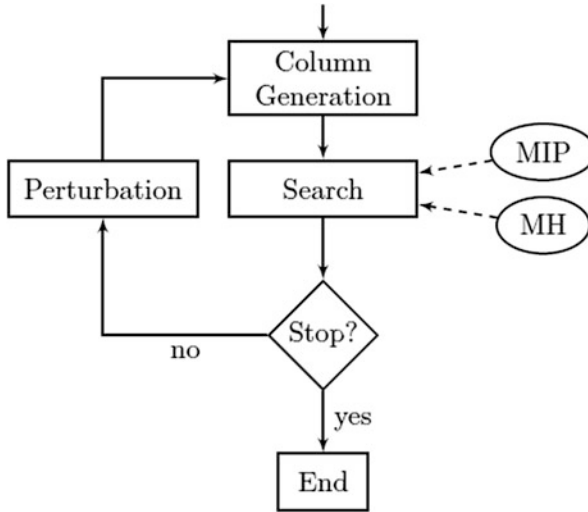 Column
Generation
Perturbation
Search
MIP
MH
Stop?
no
yes
End